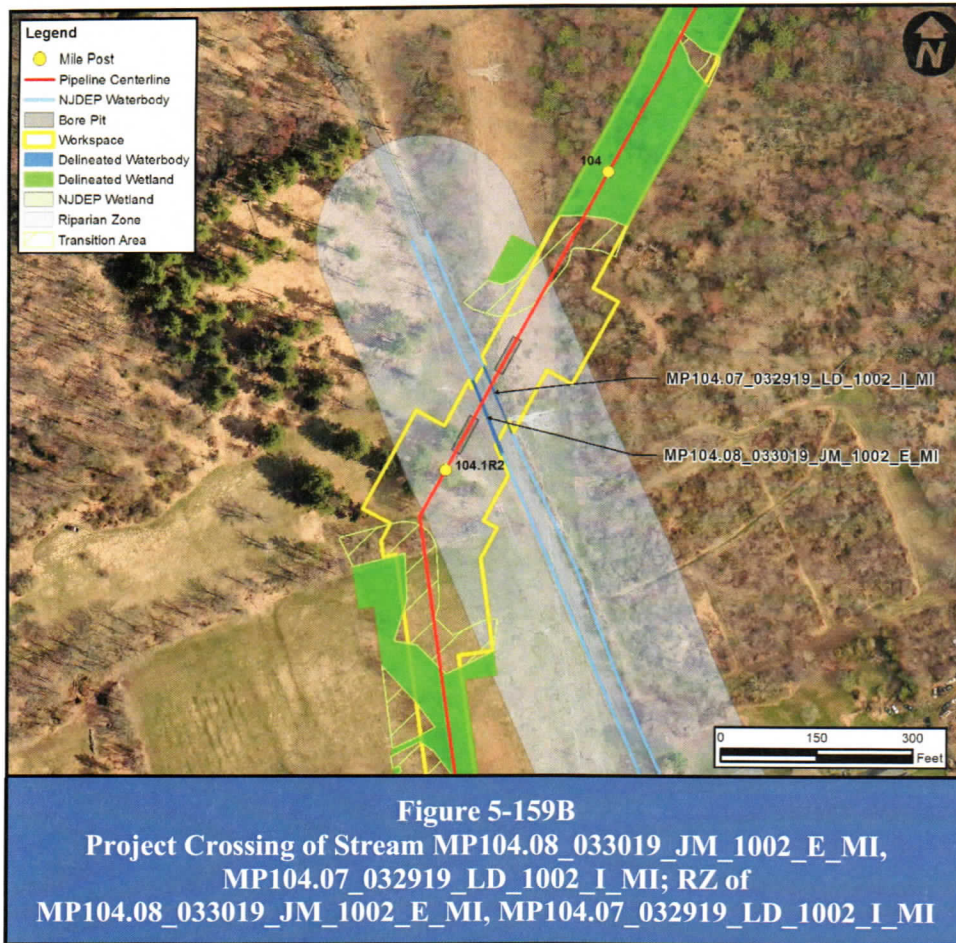 Legend
Mile Post
Pipeline Centerline
NJDEP Waterbody
Bore Pit
Workspace
Delineated Waterbody
Delineated Wetland
NJDEP Wetland
Riparian Zone
Transition Area
N
104
MP104.07_032919_LD_1002_I_MI
MP104.08_033019_JM_1002_E_MI
104.1R2
0 150 300
Feet
Figure 5-159B
Project Crossing of Stream MP104.08_033019_JM_1002_E_MI,
MP104.07_032919_LD_1002_I_MI; RZ of
MP104.08_033019_JM_1002_E_MI, MP104.07_032919_LD_1002_I_MI